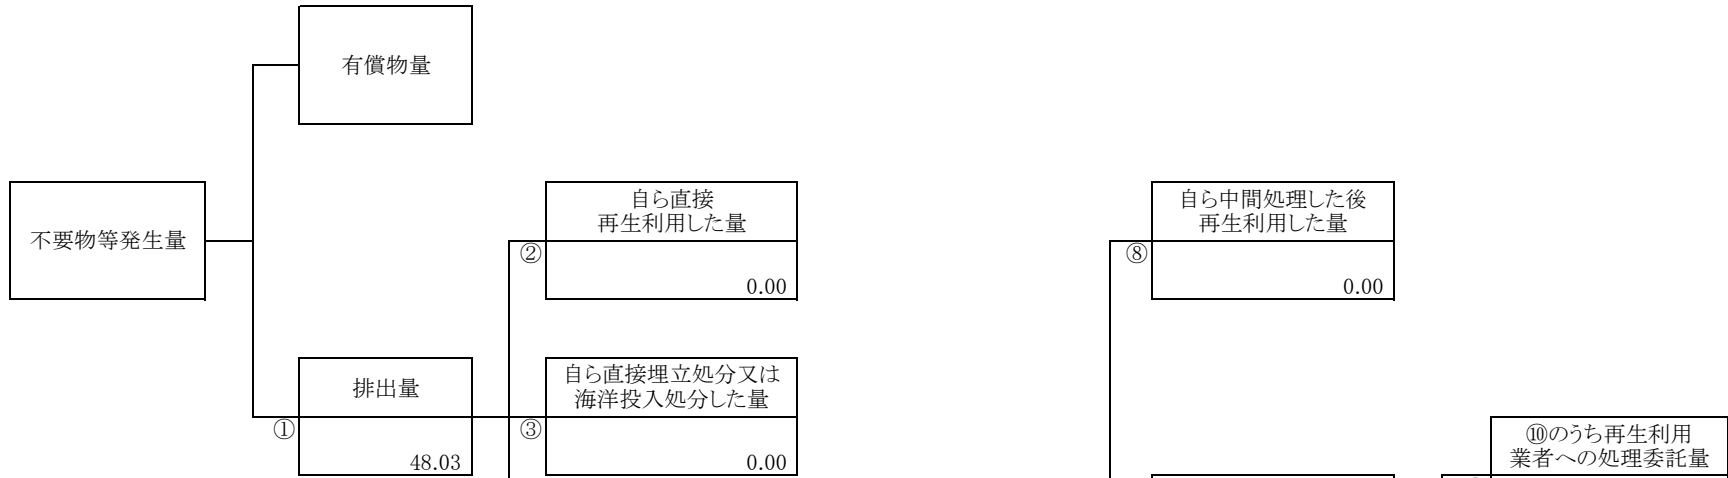 有償物量
不要物等発生量
自ら直接
再生利用した量
②
0.00
自ら中間処理した後
再生利用した量
⑧
0.00
排出量
①
48.03
自ら直接埋立処分又は
海洋投入処分した量
③
0.00
⑩のうち再生利用
業者への処理委託量